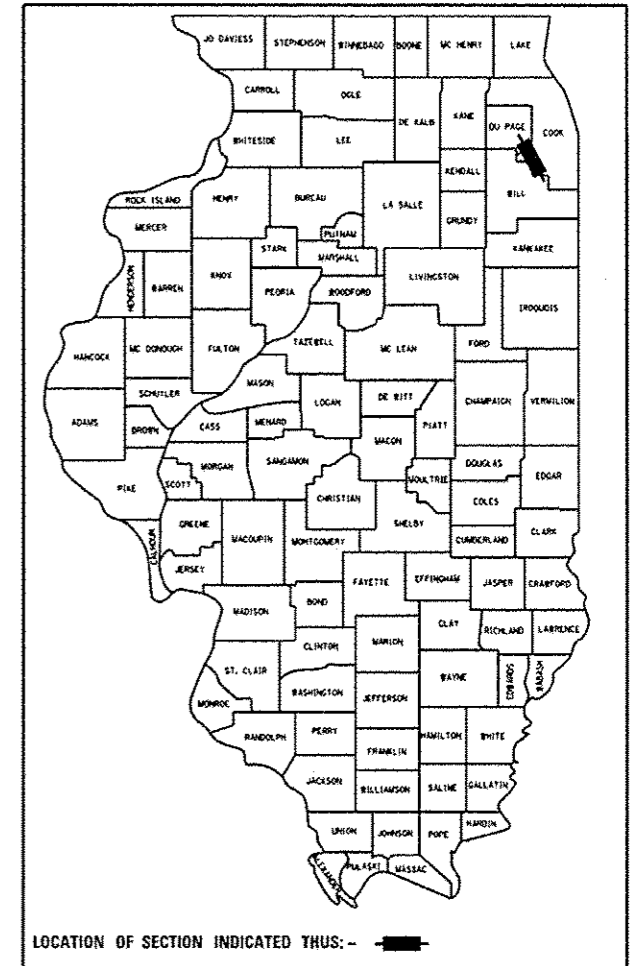 JO DAVIESS STEPHENSON WINNEBAGO BOONE MC HENRY LAKE
CARROLL OGLE DE KALB KANE DU PAGE COOK
WHITESIDE LEE KENDALL WILL
ROCK ISLAND HENRY BUREAU LA SALLE GRUNDY
MERCER PUTNAM KANKAKEE
HENDERSON WARREN KNOX STARK MARSHALL LIVINGSTON
PEORIA WOODFORD IROQUOIS
HANCOCK MC DONOUGH FULTON TAZEWELL MC LEAN FORD
SCHUYLER MASON LOGAN DE WITT CHAMPAIGN VERMILION
ADAMS BROWN CASS MENARD MACON PIATT
PIKE SCOTT MORGAN SANGAMON CHRISTIAN MOULTRIE DOUGLAS EDGAR
COLES
CALHOUN GREENE MACOUPIN MONTGOMERY SHELBY CUMBERLAND CLARK
JERSEY FAYETTE EFFINGHAM JASPER CRAWFORD
MADISON BOND CLAY RICHLAND LAWRENCE
CLINTON MARION
ST. CLAIR WASHINGTON JEFFERSON WAYNE EDWARDS WABASH
MONROE RANDOLPH PERRY HAMILTON WHITE
FRANKLIN
JACKSON WILLIAMSON SALINE GALLATIN
UNION JOHNSON POPE HARDIN
ALEXANDER PULASKI MASSAC
LOCATION OF SECTION INDICATED THUS:-